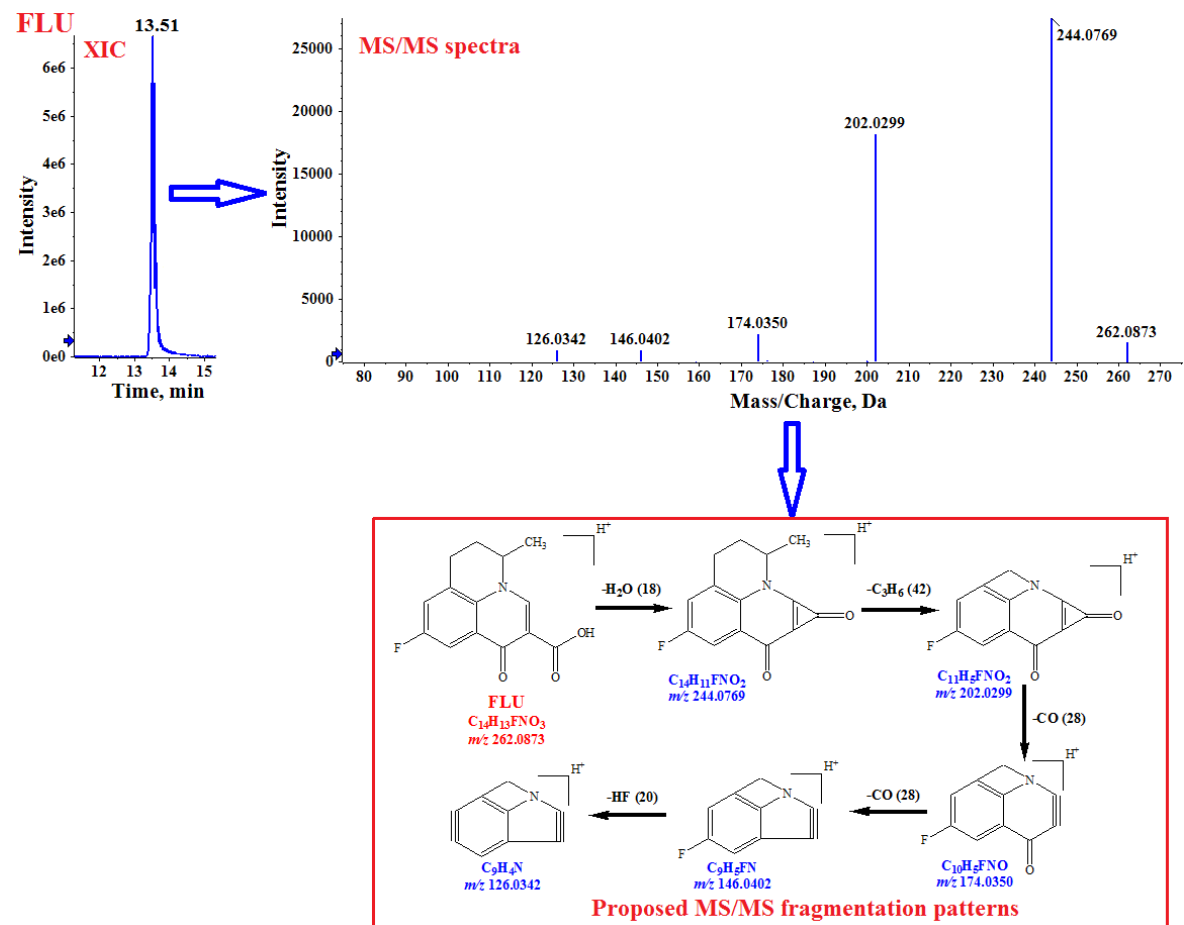 FLU
XIC
13.51
Intensity
6e6
5e6
4e6
3e6
2e6
1e6
0e0
12 13 14 15
Time, min
MS/MS spectra
Intensity
25000
20000
15000
10000
5000
0
244.0769
202.0299
174.0350
126.0342
146.0402
262.0873
80 90 100 110 120 130 140 150 160 170 180 190 200 210 220 230 240 250 260 270
Mass/Charge, Da
H⁺
CH₃
N
F
O
O
OH
FLU
C₁₄H₁₃FNO₃
m/z 262.0873
-H₂O (18)
H⁺
CH₃
N
F
O
O
C₁₄H₁₁FNO₂
m/z 244.0769
-C₃H₆ (42)
H⁺
N
F
O
O
C₁₁H₅FNO₂
m/z 202.0299
-CO (28)
H⁺
N
F
O
C₁₀H₅FNO
m/z 174.0350
-CO (28)
H⁺
N
F
C₉H₅FN
m/z 146.0402
-HF (20)
H⁺
N
C₉H₄N
m/z 126.0342
Proposed MS/MS fragmentation patterns